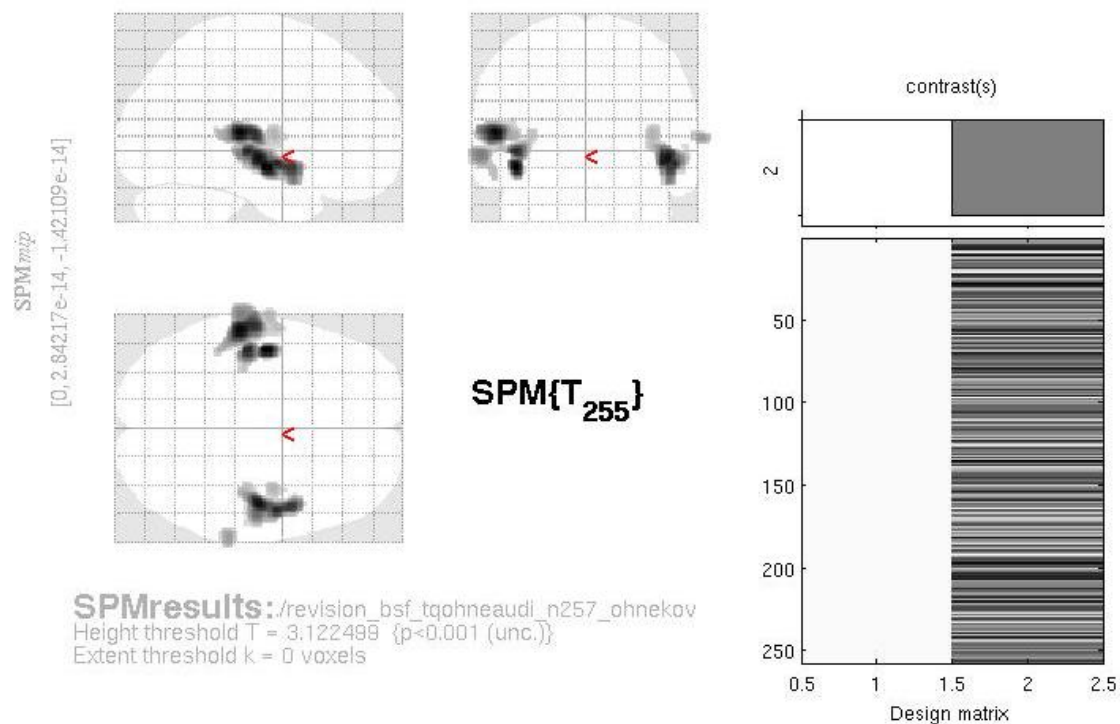 SPMmip
[0, 2.84217e-14, -1.42109e-14]
<
<
<
SPM{T255}
SPMresults:./revision_bsf_tqohneaudi_n257_ohnekov
Height threshold T = 3.122499 {p<0.001 (unc.)}
Extent threshold k = 0 voxels
contrast(s)
2
50
100
150
200
250
0.5 1 1.5 2 2.5
Design matrix